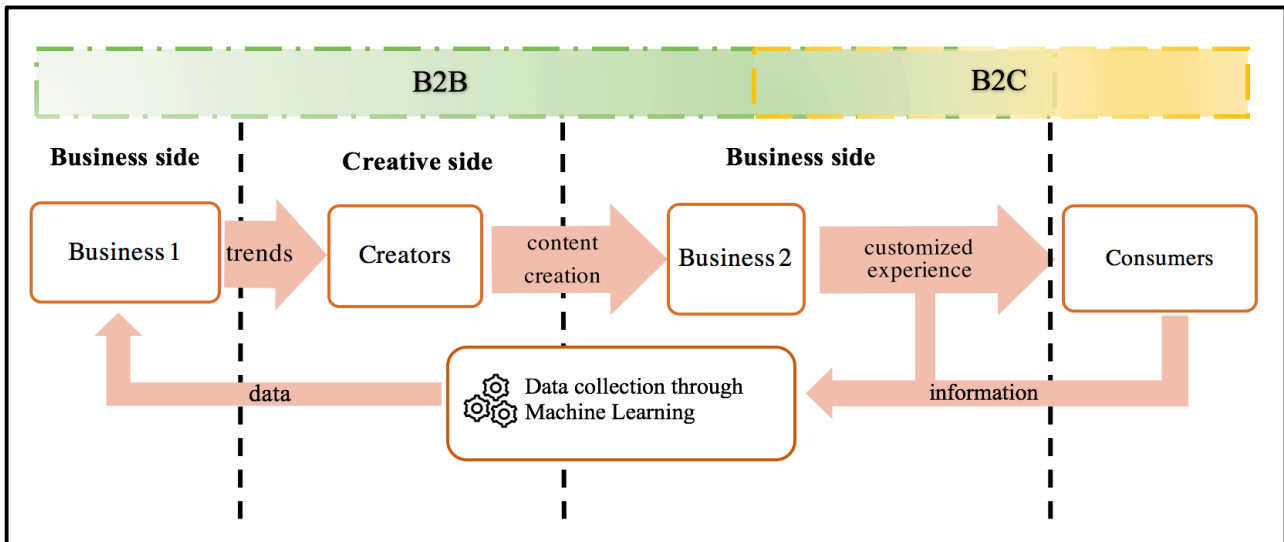 B2B
B2C
Business side
Creative side
Business side
Business 1
trends
Creators
content
creation
Business 2
customized
experience
Consumers
data
Data collection through
Machine Learning
information